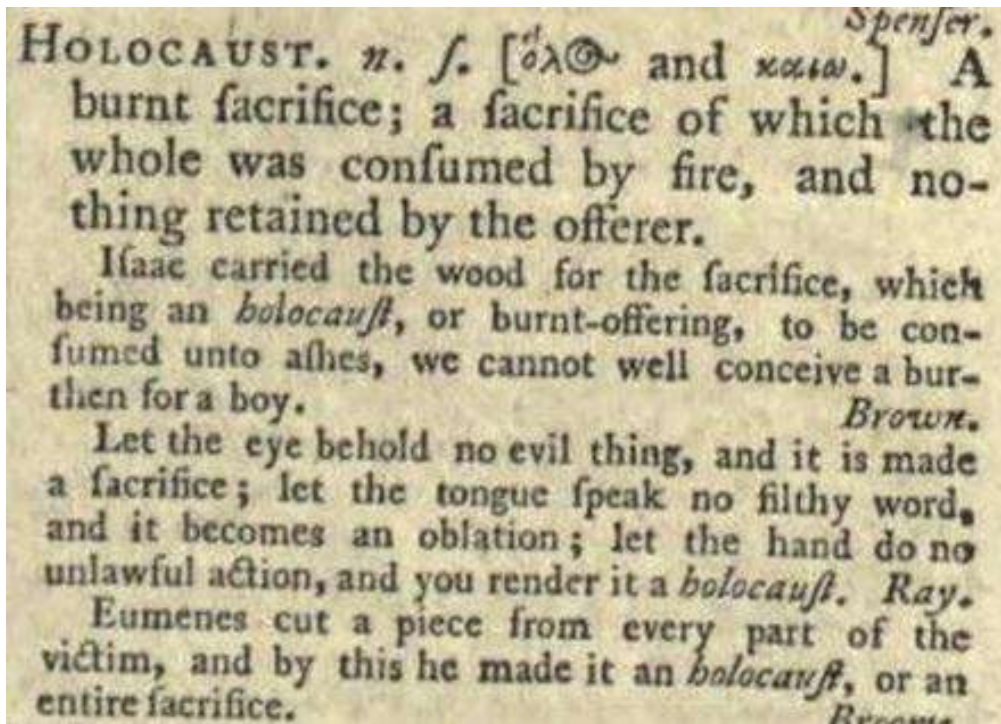 Spenſer.
HOLOCAUST. n. ſ. [ὅλος and καιω.] A
burnt ſacrifice; a ſacrifice of which the
whole was conſumed by fire, and no-
thing retained by the offerer.
Iſaac carried the wood for the ſacrifice, which
being an holocauſt, or burnt-offering, to be con-
ſumed unto aſhes, we cannot well conceive a bur-
then for a boy. Brown.
Let the eye behold no evil thing, and it is made
a ſacrifice; let the tongue ſpeak no filthy word,
and it becomes an oblation; let the hand do no
unlawful action, and you render it a holocauſt. Ray.
Eumenes cut a piece from every part of the
victim, and by this he made it an holocauſt, or an
entire ſacrifice. Broome.